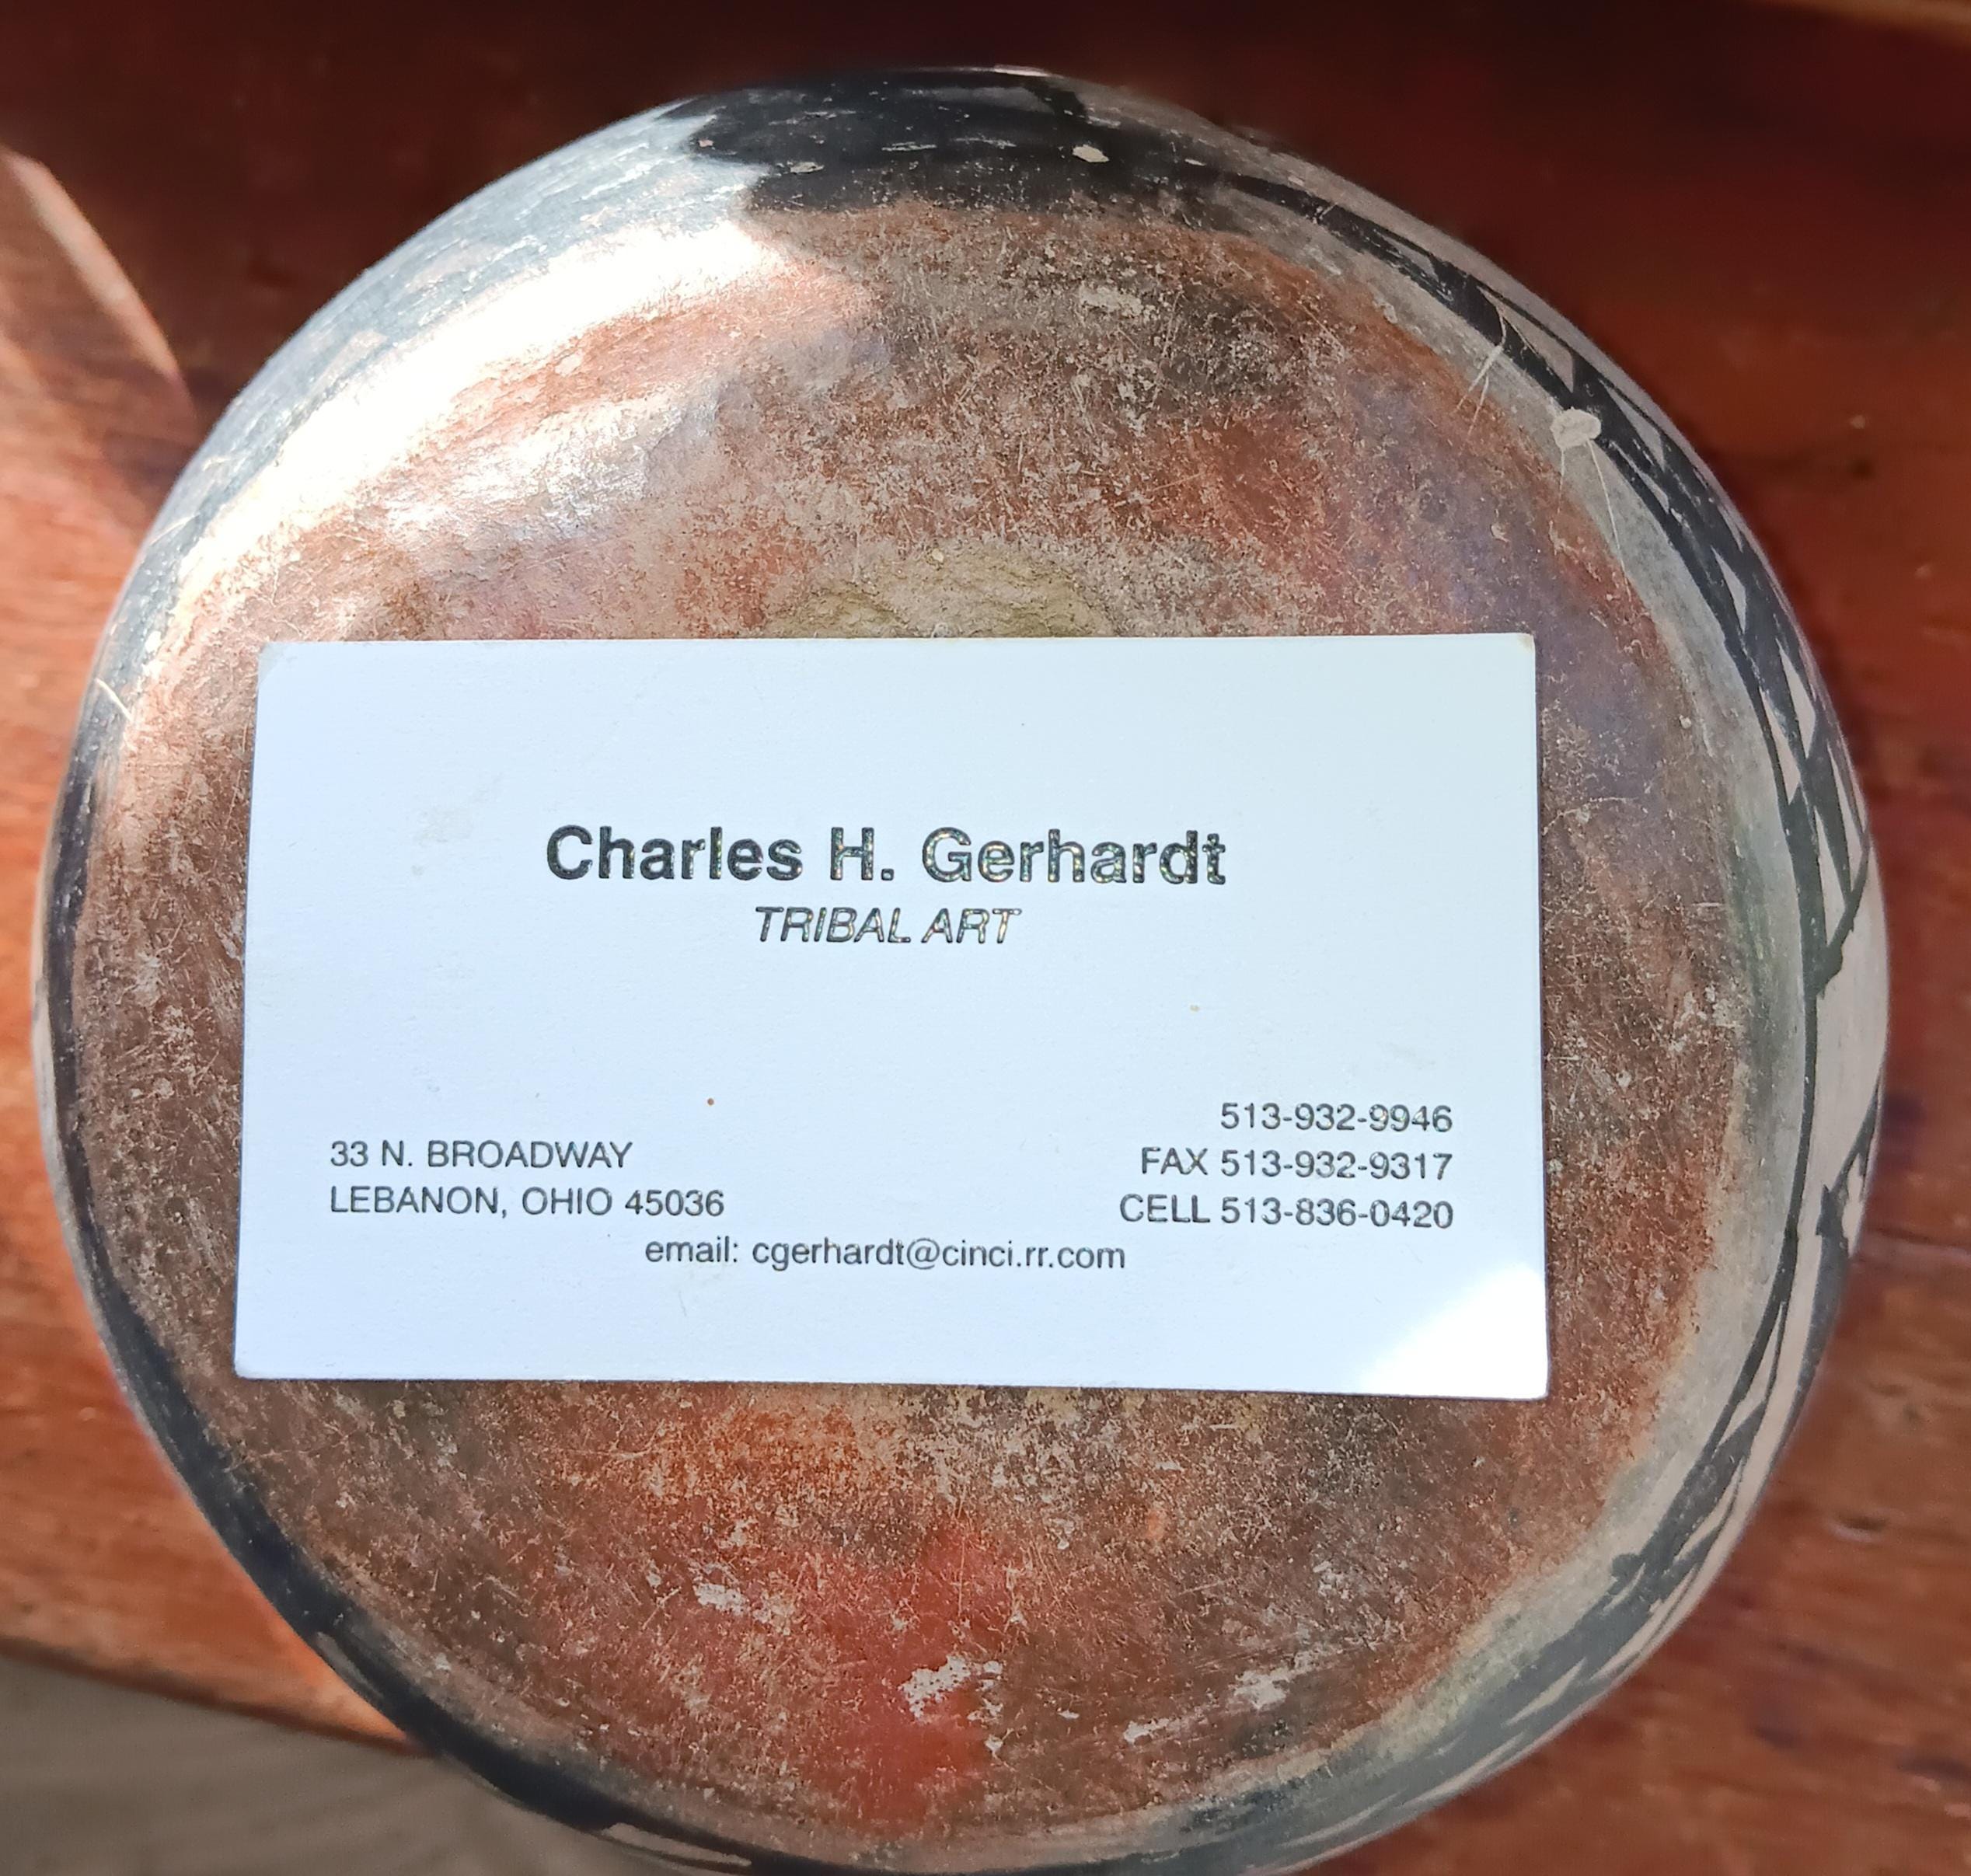 Charles H. Gerhardt
TRIBAL ART
33 N. BROADWAY
LEBANON, OHIO 45036
513-932-9946
FAX 513-932-9317
CELL 513-836-0420
email: cgerhardt@cinci.rr.com